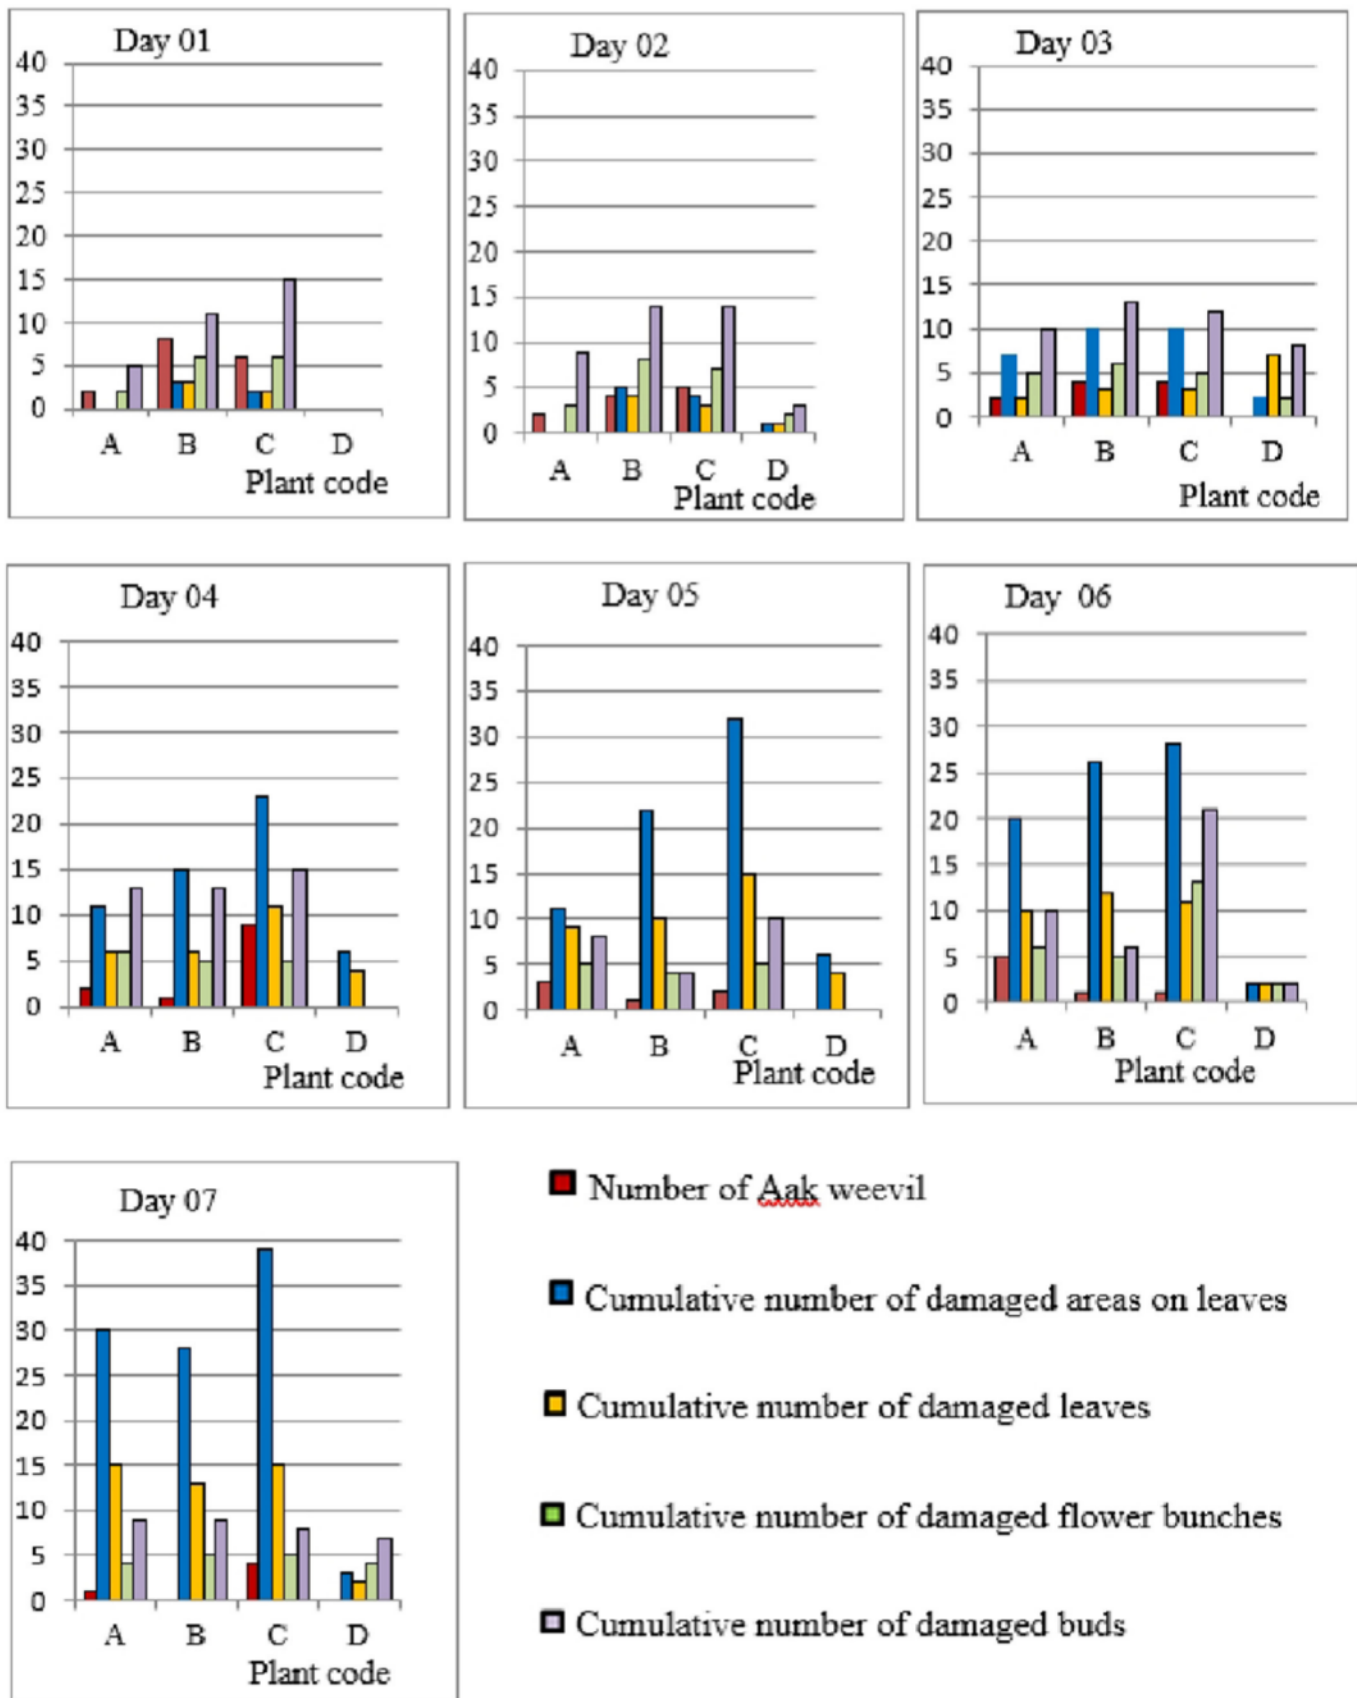 Day 01
40
35
30
25
20
15
10
5
0
A B C D
Plant code
Day 02
40
35
30
25
20
15
10
5
0
A B C D
Plant code
Day 03
40
35
30
25
20
15
10
5
0
A B C D
Plant code
Day 04
40
35
30
25
20
15
10
5
0
A B C D
Plant code
Day 05
40
35
30
25
20
15
10
5
0
A B C D
Plant code
Day 06
40
35
30
25
20
15
10
5
0
A B C D
Plant code
Day 07
40
35
30
25
20
15
10
5
0
A B C D
Plant code
Number of Aak weevil
Cumulative number of damaged areas on leaves
Cumulative number of damaged leaves
Cumulative number of damaged flower bunches
Cumulative number of damaged buds